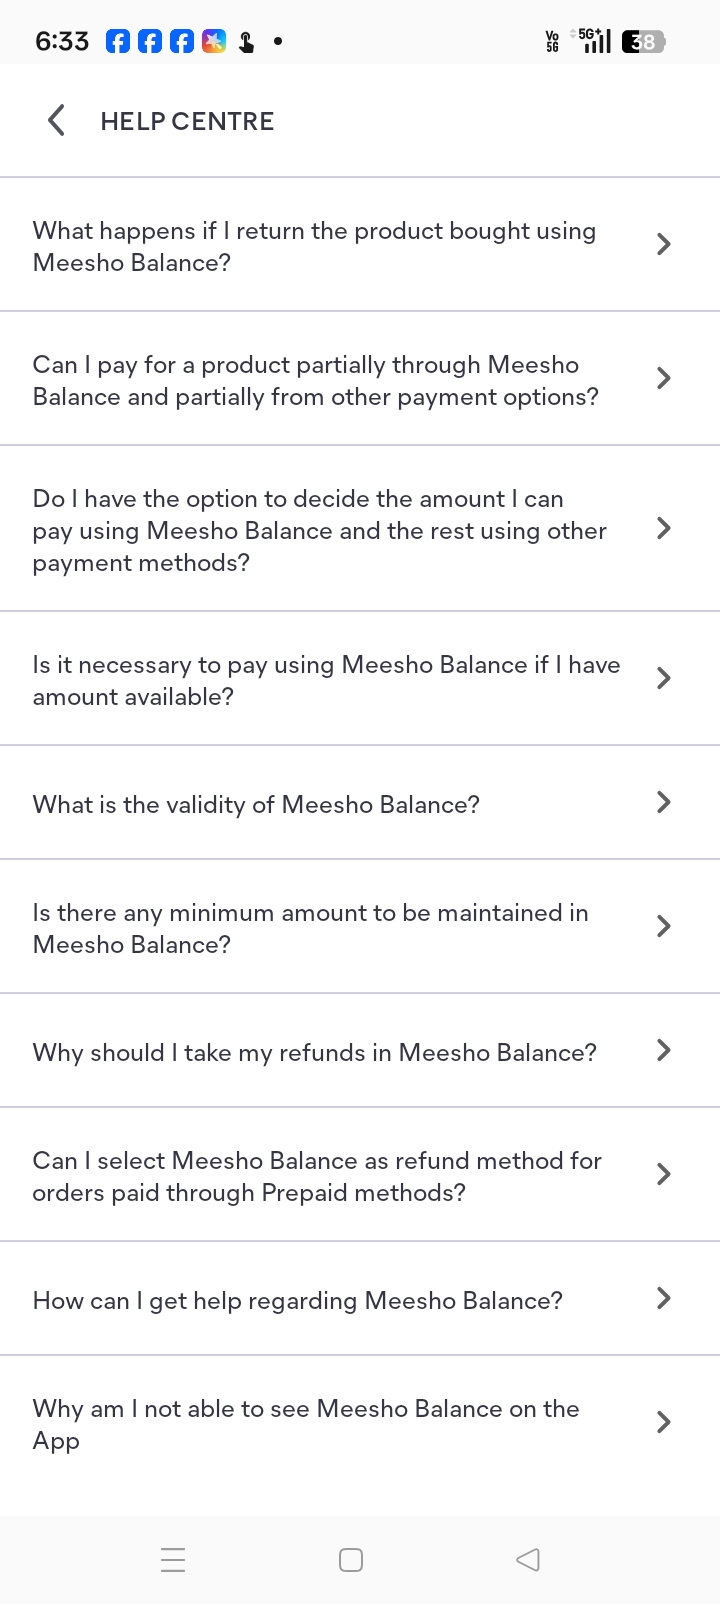 6:33
Vo
5G
5G+
38
HELP CENTRE
What happens if I return the product bought using
Meesho Balance?
Can I pay for a product partially through Meesho
Balance and partially from other payment options?
Do I have the option to decide the amount I can
pay using Meesho Balance and the rest using other
payment methods?
Is it necessary to pay using Meesho Balance if I have
amount available?
What is the validity of Meesho Balance?
Is there any minimum amount to be maintained in
Meesho Balance?
Why should I take my refunds in Meesho Balance?
Can I select Meesho Balance as refund method for
orders paid through Prepaid methods?
How can I get help regarding Meesho Balance?
Why am I not able to see Meesho Balance on the
App